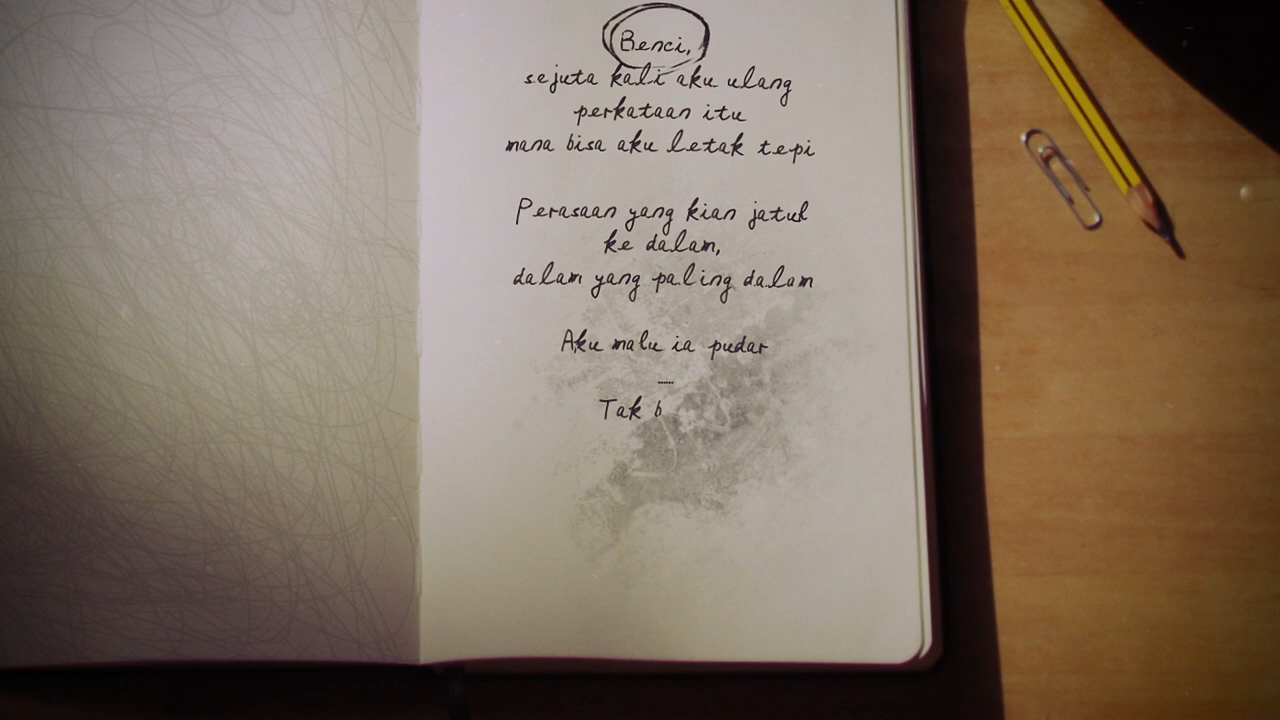 Benci,
sejuta kali aku ulang
perkataan itu
mana bisa aku letak tepi
Perasaan yang kian jatuh
ke dalam,
dalam yang paling dalam
Aku malu ia pudar
......
Tak b